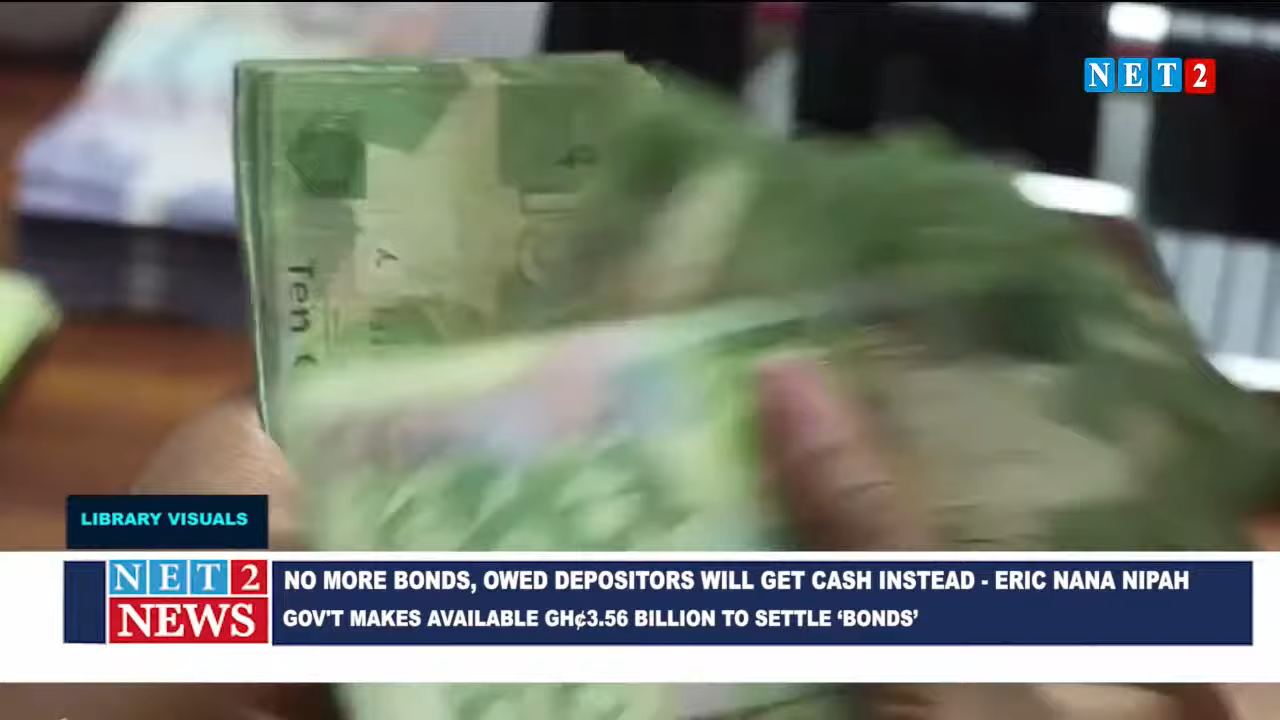 NET2
Ten
LIBRARY VISUALS
NET2
NEWS
NO MORE BONDS, OWED DEPOSITORS WILL GET CASH INSTEAD - ERIC NANA NIPAH
GOV'T MAKES AVAILABLE GH¢3.56 BILLION TO SETTLE ‘BONDS’